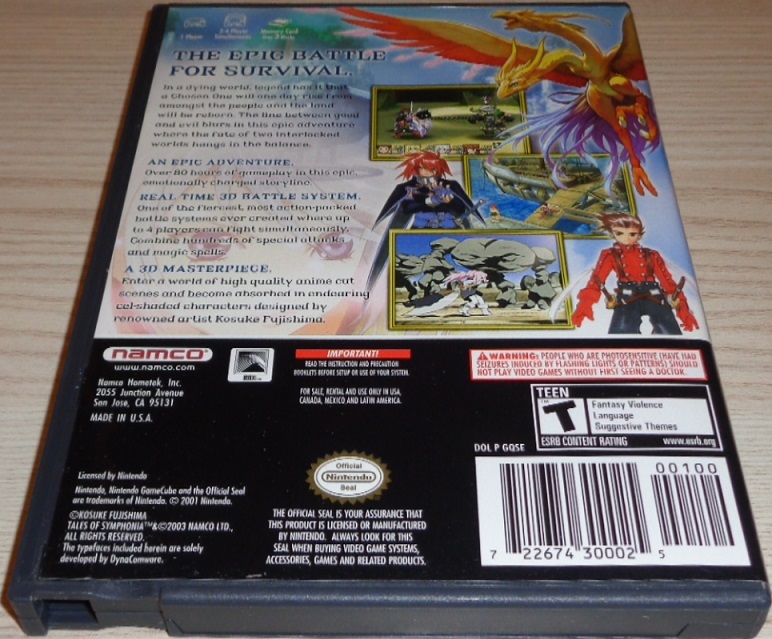 1 Player
2-4 Player
Simultaneous
Memory Card
THE EPIC BATTLE
FOR SURVIVAL.
In a dying world, legend has it that
a Chosen One will one day rise from
amongst the people and the land
will be reborn. The line between good
and evil blurs in this epic adventure
where the fate of two interlocked
worlds hangs in the balance.
AN EPIC ADVENTURE.
Over 80 hours of gameplay in this epic,
emotionally charged storyline.
REAL TIME 3D BATTLE SYSTEM.
One of the fiercest, most action-packed
battle systems ever created where up
to 4 players can fight simultaneously.
Combine hundreds of special attacks
and magic spells.
A 3D MASTERPIECE.
Enter a world of high quality anime cut
scenes and become absorbed in endearing
cel-shaded characters designed by
renowned artist Kosuke Fujishima.
namco®
www.namco.com
Namco Hometek, Inc.
2055 Junction Avenue
San Jose, CA 95131
MADE IN U.S.A.
IMPORTANT!
READ THE INSTRUCTION AND PRECAUTION
BOOKLETS BEFORE SETUP OR USE OF YOUR SYSTEM.
FOR SALE, RENTAL AND USE ONLY IN USA,
CANADA, MEXICO AND LATIN AMERICA.
WARNING: PEOPLE WHO ARE PHOTOSENSITIVE (HAVE HAD
SEIZURES INDUCED BY FLASHING LIGHTS OR PATTERNS) SHOULD
NOT PLAY VIDEO GAMES WITHOUT FIRST SEEING A DOCTOR.
TEEN
T
Fantasy Violence
Language
Suggestive Themes
ESRB CONTENT RATING www.esrb.org
DOL P GQSE
Licensed by Nintendo
Nintendo, Nintendo GameCube and the Official Seal
are trademarks of Nintendo. © 2001 Nintendo.
©KOSUKE FUJISHIMA
TALES OF SYMPHONIA™&©2003 NAMCO LTD.,
ALL RIGHTS RESERVED.
The typefaces included herein are solely
developed by DynaComware.
Official
Nintendo
Seal
THE OFFICIAL SEAL IS YOUR ASSURANCE THAT
THIS PRODUCT IS LICENSED OR MANUFACTURED
BY NINTENDO. ALWAYS LOOK FOR THIS
SEAL WHEN BUYING VIDEO GAME SYSTEMS,
ACCESSORIES, GAMES AND RELATED PRODUCTS.
00100
7 22674 30002 5